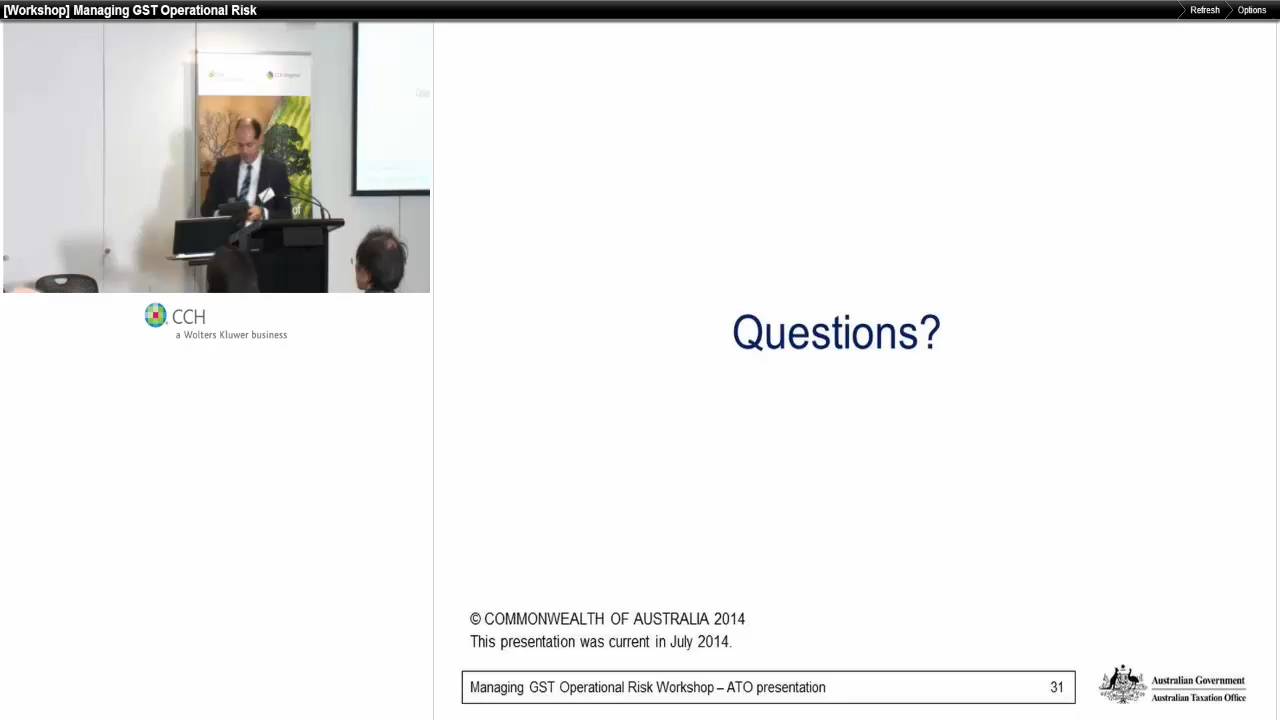 [Workshop] Managing GST Operational Risk
Refresh
Options
CCH
a Wolters Kluwer business
Questions?
© COMMONWEALTH OF AUSTRALIA 2014
This presentation was current in July 2014.
Managing GST Operational Risk Workshop – ATO presentation
31
Australian Government
Australian Taxation Office